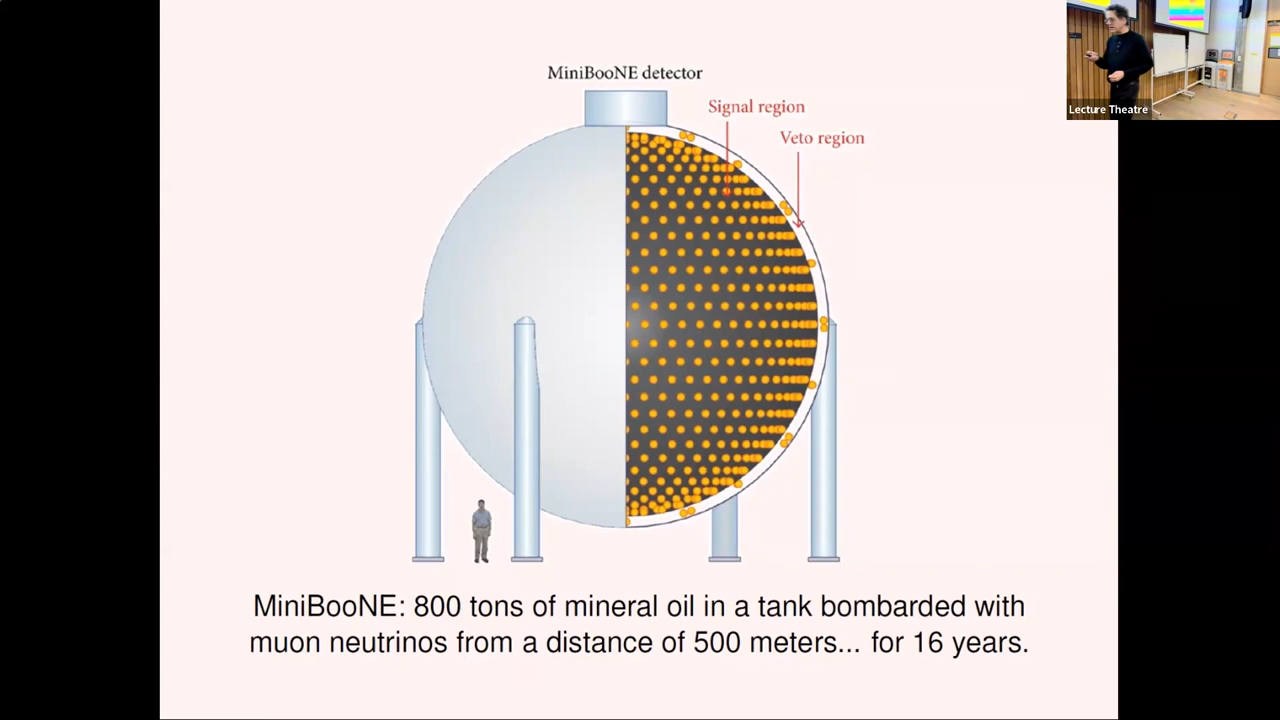 MiniBooNE detector
Signal region
Veto region
Lecture Theatre
MiniBooNE: 800 tons of mineral oil in a tank bombarded with
muon neutrinos from a distance of 500 meters... for 16 years.